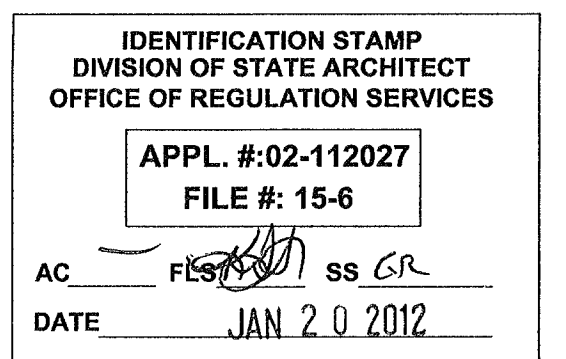 IDENTIFICATION STAMP
DIVISION OF STATE ARCHITECT
OFFICE OF REGULATION SERVICES
APPL. #:02-112027
FILE #: 15-6
AC FLS SS GR
DATE JAN 20 2012